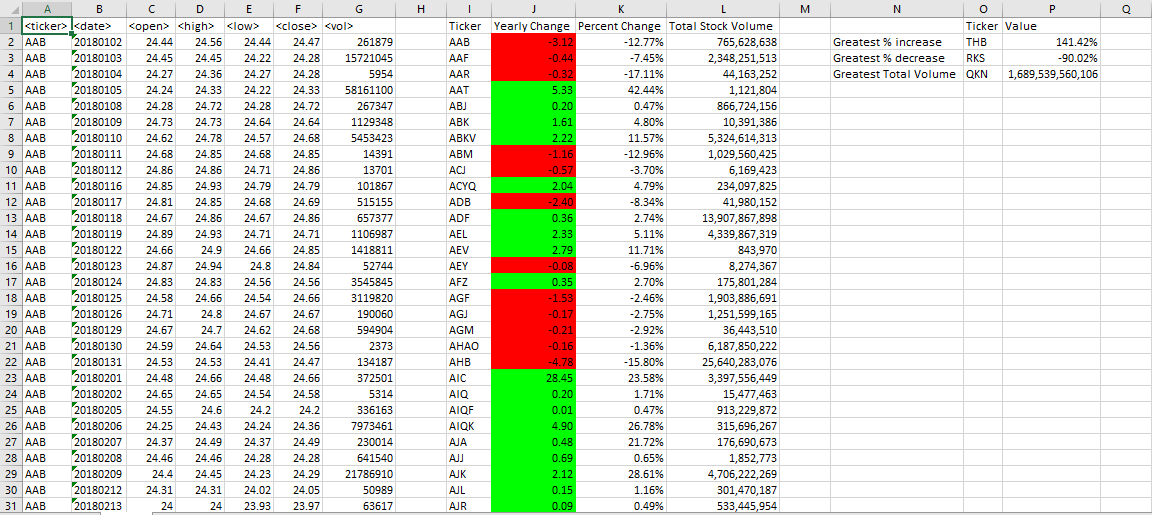 A B C D E F G H I J K L M N O P Q
1 <ticker> <date> <open> <high> <low> <close> <vol> Ticker Yearly Change Percent Change Total Stock Volume Ticker Value
2 AAB 20180102 24.44 24.56 24.44 24.47 261879 AAB -3.12 -12.77% 765,628,638 Greatest % increase THB 141.42%
3 AAB 20180103 24.45 24.45 24.22 24.28 15721045 AAF -0.44 -7.45% 2,348,251,513 Greatest % decrease RKS -90.02%
4 AAB 20180104 24.27 24.36 24.27 24.28 5954 AAR -0.32 -17.11% 44,163,252 Greatest Total Volume QKN 1,689,539,560,106
5 AAB 20180105 24.24 24.33 24.22 24.33 58161100 AAT 5.33 42.44% 1,121,804
6 AAB 20180108 24.28 24.72 24.28 24.72 267347 ABJ 0.20 0.47% 866,724,156
7 AAB 20180109 24.73 24.73 24.64 24.64 1129348 ABK 1.61 4.80% 10,391,386
8 AAB 20180110 24.62 24.78 24.57 24.68 5453423 ABKV 2.22 11.57% 5,324,614,313
9 AAB 20180111 24.68 24.85 24.68 24.85 14391 ABM -1.16 -12.96% 1,029,560,425
10 AAB 20180112 24.86 24.86 24.71 24.86 13701 ACJ -0.57 -3.70% 6,169,423
11 AAB 20180116 24.85 24.93 24.79 24.79 101867 ACYQ 2.04 4.79% 234,097,825
12 AAB 20180117 24.81 24.85 24.68 24.69 515155 ADB -2.40 -8.34% 41,980,152
13 AAB 20180118 24.67 24.86 24.67 24.86 657377 ADF 0.36 2.74% 13,907,867,898
14 AAB 20180119 24.89 24.93 24.71 24.71 1106987 AEL 2.33 5.11% 4,339,867,319
15 AAB 20180122 24.66 24.9 24.66 24.85 1418811 AEV 2.79 11.71% 843,970
16 AAB 20180123 24.87 24.94 24.8 24.84 52744 AEY -0.08 -6.96% 8,274,367
17 AAB 20180124 24.83 24.83 24.56 24.56 3545845 AFZ 0.35 2.70% 175,801,284
18 AAB 20180125 24.58 24.66 24.54 24.66 3119820 AGF -1.53 -2.46% 1,903,886,691
19 AAB 20180126 24.71 24.8 24.67 24.67 190060 AGJ -0.17 -2.75% 1,251,599,165
20 AAB 20180129 24.67 24.7 24.62 24.68 594904 AGM -0.21 -2.92% 36,443,510
21 AAB 20180130 24.59 24.64 24.53 24.56 2373 AHAO -0.16 -1.36% 6,187,850,222
22 AAB 20180131 24.53 24.53 24.41 24.47 134187 AHB -4.78 -15.80% 25,640,283,076
23 AAB 20180201 24.48 24.66 24.48 24.66 372501 AIC 28.45 23.58% 3,397,556,449
24 AAB 20180202 24.65 24.65 24.54 24.58 5314 AIQ 0.20 1.71% 15,477,463
25 AAB 20180205 24.55 24.6 24.2 24.2 336163 AIQF 0.01 0.47% 913,229,872
26 AAB 20180206 24.25 24.43 24.24 24.36 7973461 AIQK 4.90 26.78% 315,696,267
27 AAB 20180207 24.37 24.49 24.37 24.49 230014 AJA 0.48 21.72% 176,690,673
28 AAB 20180208 24.46 24.46 24.28 24.28 641540 AJJ 0.69 0.65% 1,852,773
29 AAB 20180209 24.4 24.45 24.23 24.29 21786910 AJK 2.12 28.61% 4,706,222,269
30 AAB 20180212 24.31 24.31 24.02 24.05 50989 AJL 0.15 1.16% 301,470,187
31 AAB 20180213 24 24 23.93 23.97 63617 AJR 0.09 0.49% 533,445,954